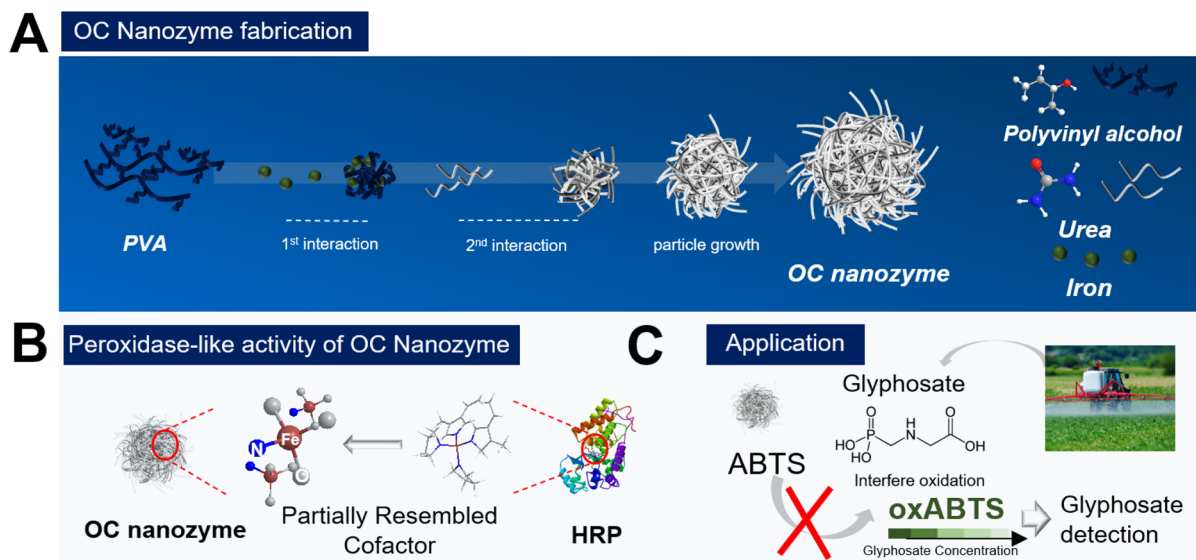 A
OC Nanozyme fabrication
PVA
1st interaction
2nd interaction
particle growth
OC nanozyme
Polyvinyl alcohol
Urea
Iron
B
Peroxidase-like activity of OC Nanozyme
N
Fe
O
OC nanozyme
Partially Resembled
Cofactor
HRP
C
Application
Glyphosate
O
H
HO
P
N
O
HO
OH
ABTS
Interfere oxidation
oxABTS
Glyphosate Concentration
Glyphosate
detection